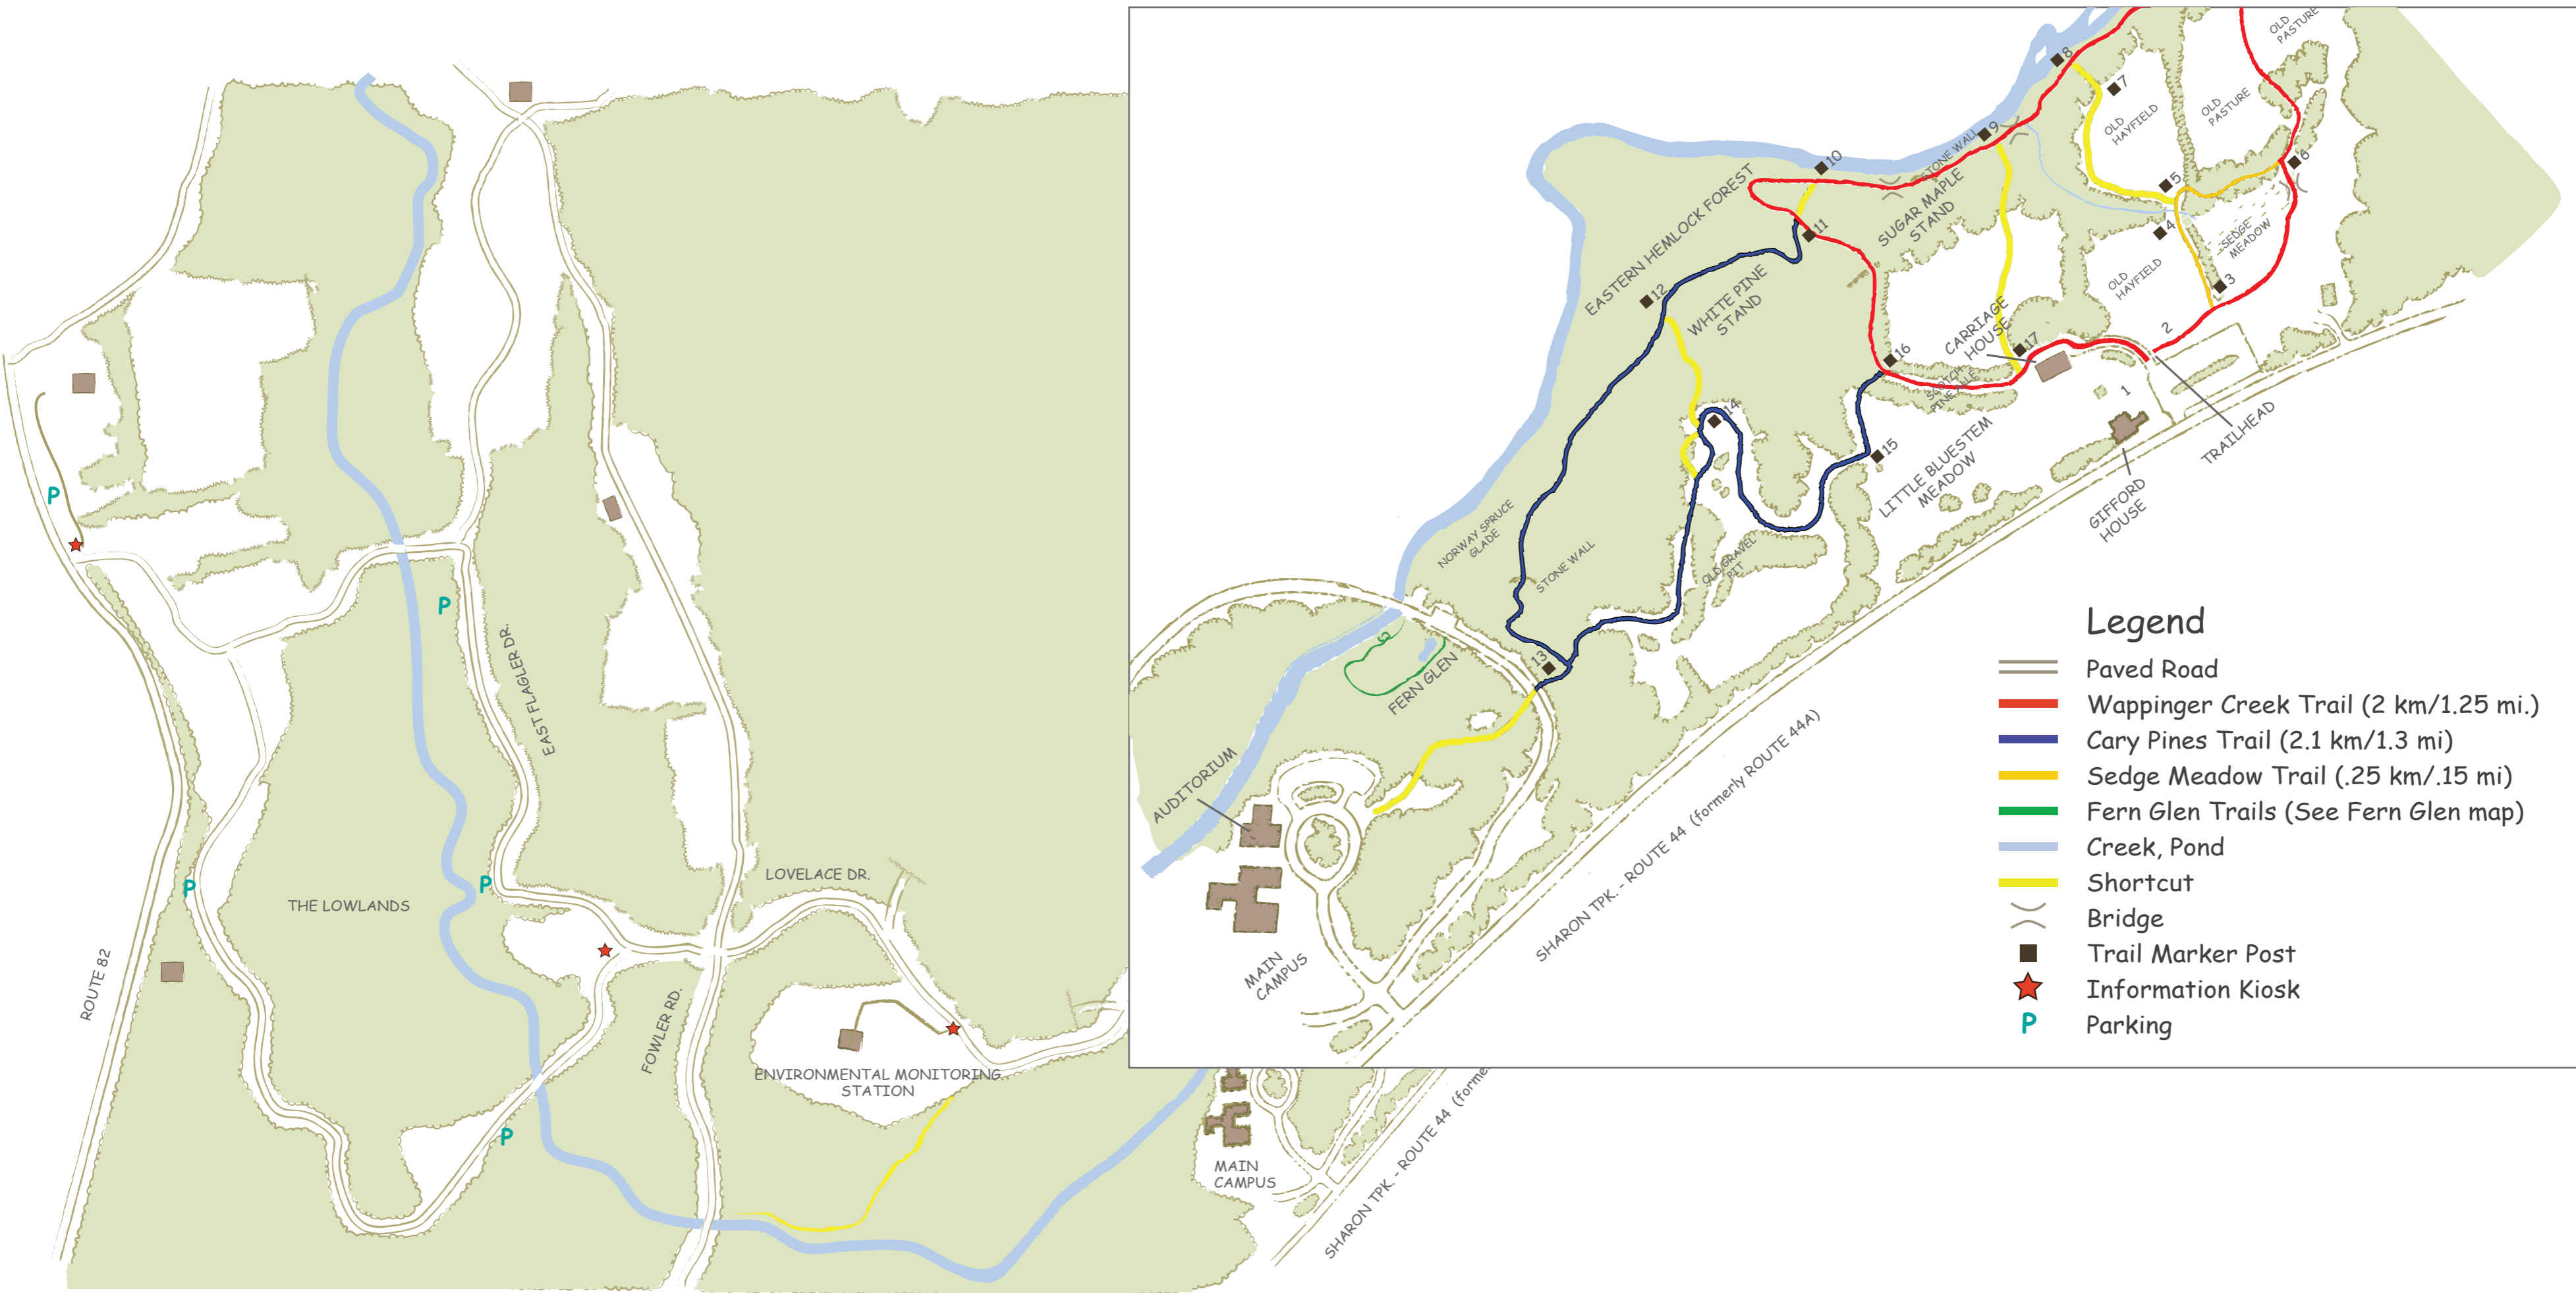 P
P
P
P
P
ROUTE 82
THE LOWLANDS
EAST FLAGLER DR.
FOWLER RD.
LOVELACE DR.
ENVIRONMENTAL MONITORING
STATION
MAIN
CAMPUS
SHARON TPK. - ROUTE 44 (forme
OLD
PASTURE
8
7
OLD
HAYFIELD
OLD
PASTURE
9
STONE WALL
10
5
6
EASTERN HEMLOCK FOREST
SUGAR MAPLE
STAND
11
4
SEDGE
MEADOW
OLD
HAYFIELD
3
12
WHITE PINE
STAND
CARRIAGE
HOUSE
2
16
17
SCOTCH
PINE ALLE
1
14
TRAILHEAD
15
LITTLE BLUESTEM
MEADOW
GIFFORD
HOUSE
NORWAY SPRUCE
GLADE
STONE WALL
OLD GRAVEL
PIT
13
FERN GLEN
AUDITORIUM
MAIN
CAMPUS
SHARON TPK. - ROUTE 44 (formerly ROUTE 44A)
Legend
Paved Road
Wappinger Creek Trail (2 km/1.25 mi.)
Cary Pines Trail (2.1 km/1.3 mi)
Sedge Meadow Trail (.25 km/.15 mi)
Fern Glen Trails (See Fern Glen map)
Creek, Pond
Shortcut
Bridge
Trail Marker Post
Information Kiosk
P Parking